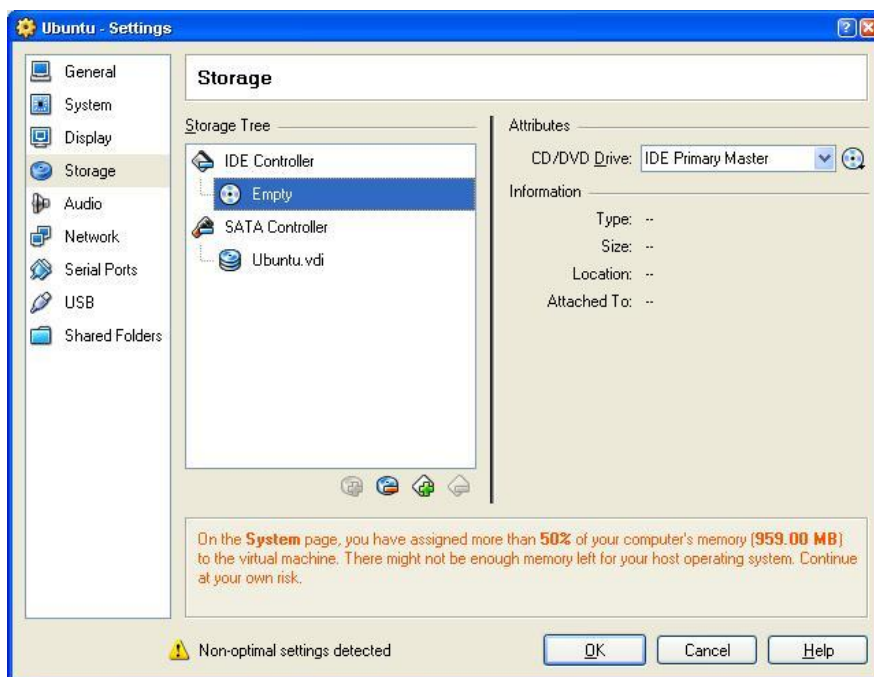 Ubuntu - Settings
General
System
Display
Storage
Audio
Network
Serial Ports
USB
Shared Folders
Storage
Storage Tree
IDE Controller
Empty
SATA Controller
Ubuntu.vdi
Attributes
CD/DVD Drive: IDE Primary Master
Information
Type: --
Size: --
Location: --
Attached To: --
On the System page, you have assigned more than 50% of your computer's memory (959.00 MB)
to the virtual machine. There might not be enough memory left for your host operating system. Continue
at your own risk.
Non-optimal settings detected
OK
Cancel
Help